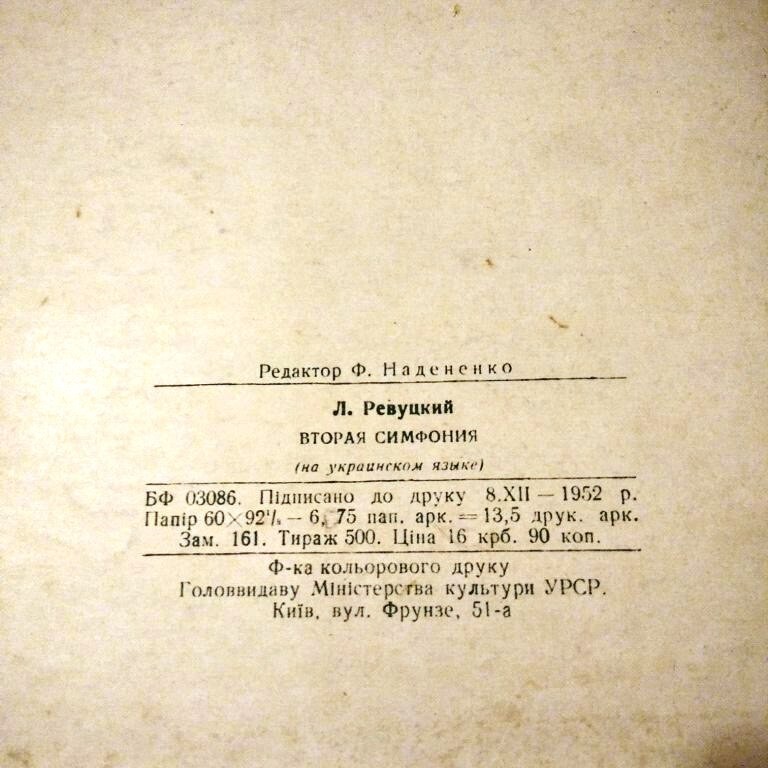 Редактор Ф. Надененко
Л. Ревуцкий
ВТОРАЯ СИМФОНИЯ
(на украинском языке)
БФ 03086. Підписано до друку 8.XII — 1952 р.
Папір 60×92¹/₈ — 6, 75 пап. арк. = 13,5 друк. арк.
Зам. 161. Тираж 500. Ціна 16 крб. 90 коп.
Ф-ка кольорового друку
Головвидаву Міністерства культури УРСР.
Київ, вул. Фрунзе, 51-а